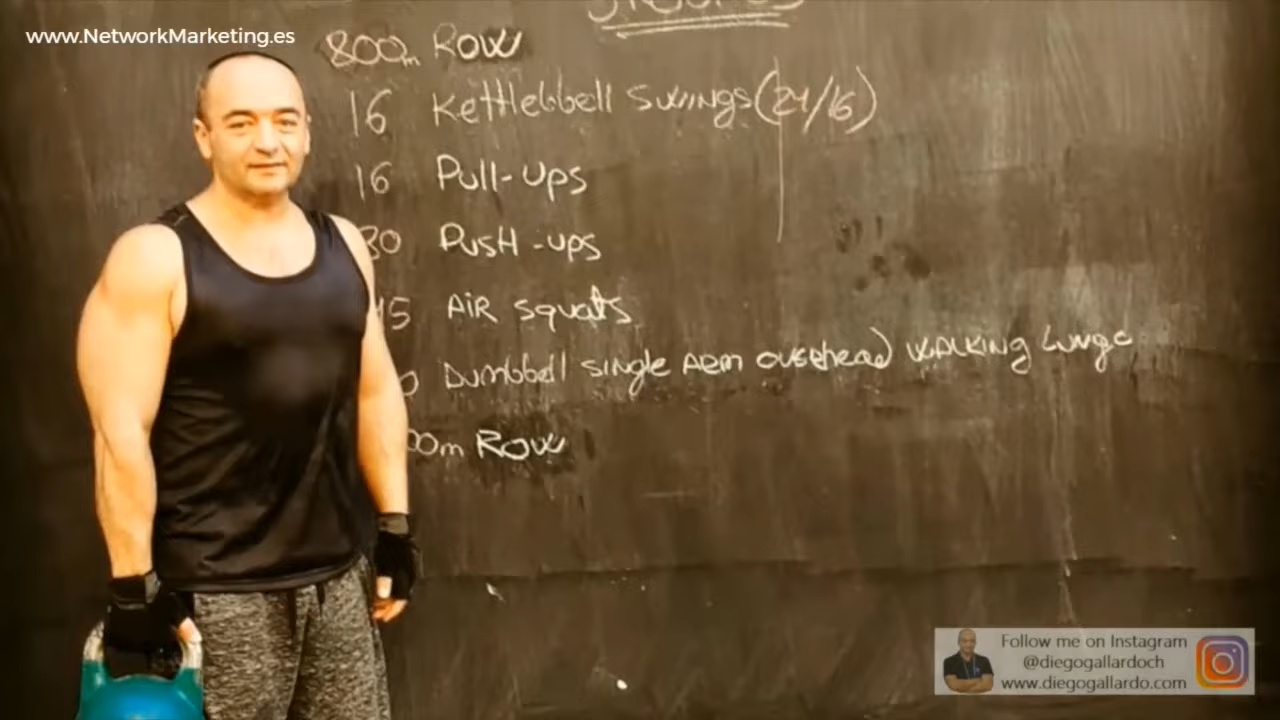 www.NetworkMarketing.es
800m Row
16 Kettlebell Swings (24/16)
16 Pull-Ups
30 Push-ups
Air squats
Dumbbell single arm overhead walking Lunge
Row
Follow me on Instagram
@diegogallardoch
www.diegogallardo.com